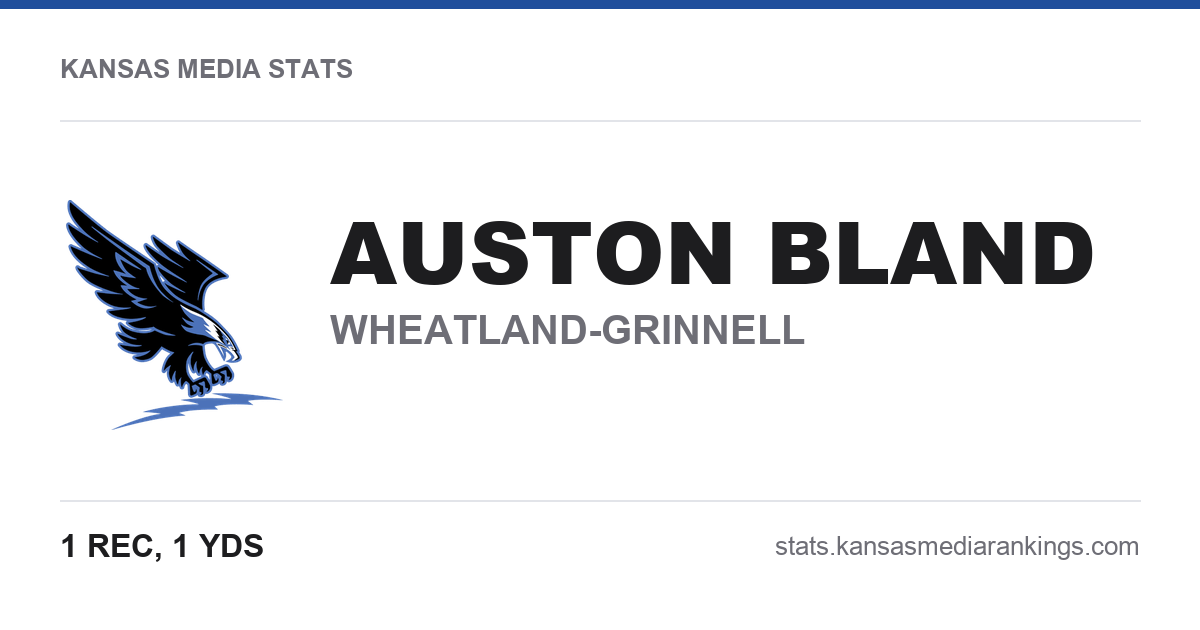 KANSAS MEDIA STATS
AUSTON BLAND
WHEATLAND-GRINNELL
1 REC, 1 YDS
stats.kansasmediarankings.com